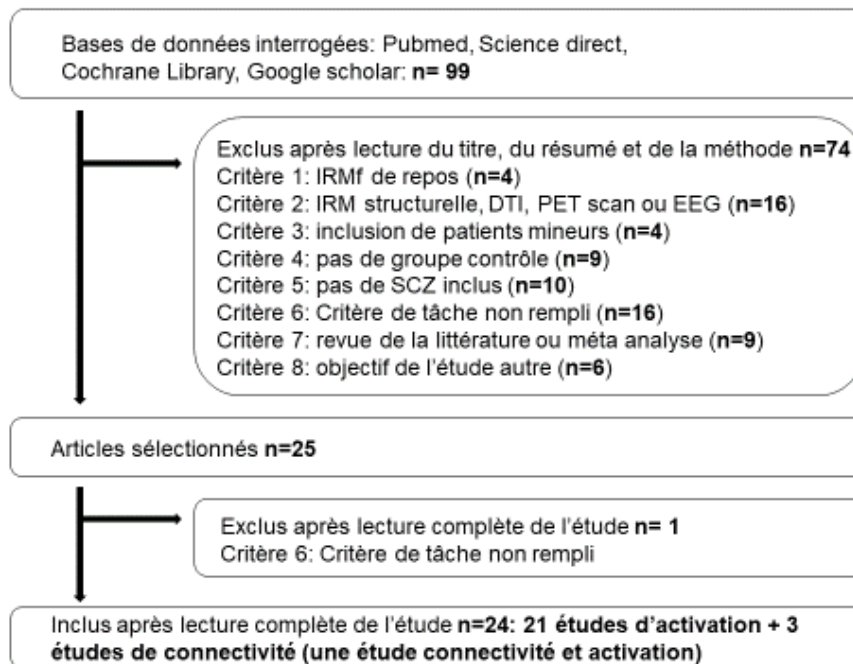 Bases de données interrogées: Pubmed, Science direct,
Cochrane Library, Google scholar: n= 99
Exclus après lecture du titre, du résumé et de la méthode n=74
Critère 1: IRMf de repos (n=4)
Critère 2: IRM structurelle, DTI, PET scan ou EEG (n=16)
Critère 3: inclusion de patients mineurs (n=4)
Critère 4: pas de groupe contrôle (n=9)
Critère 5: pas de SCZ inclus (n=10)
Critère 6: Critère de tâche non rempli (n=16)
Critère 7: revue de la littérature ou méta analyse (n=9)
Critère 8: objectif de l'étude autre (n=6)
Articles sélectionnés n=25
Exclus après lecture complète de l'étude n= 1
Critère 6: Critère de tâche non rempli
Inclus après lecture complète de l'étude n=24: 21 études d'activation + 3
études de connectivité (une étude connectivité et activation)